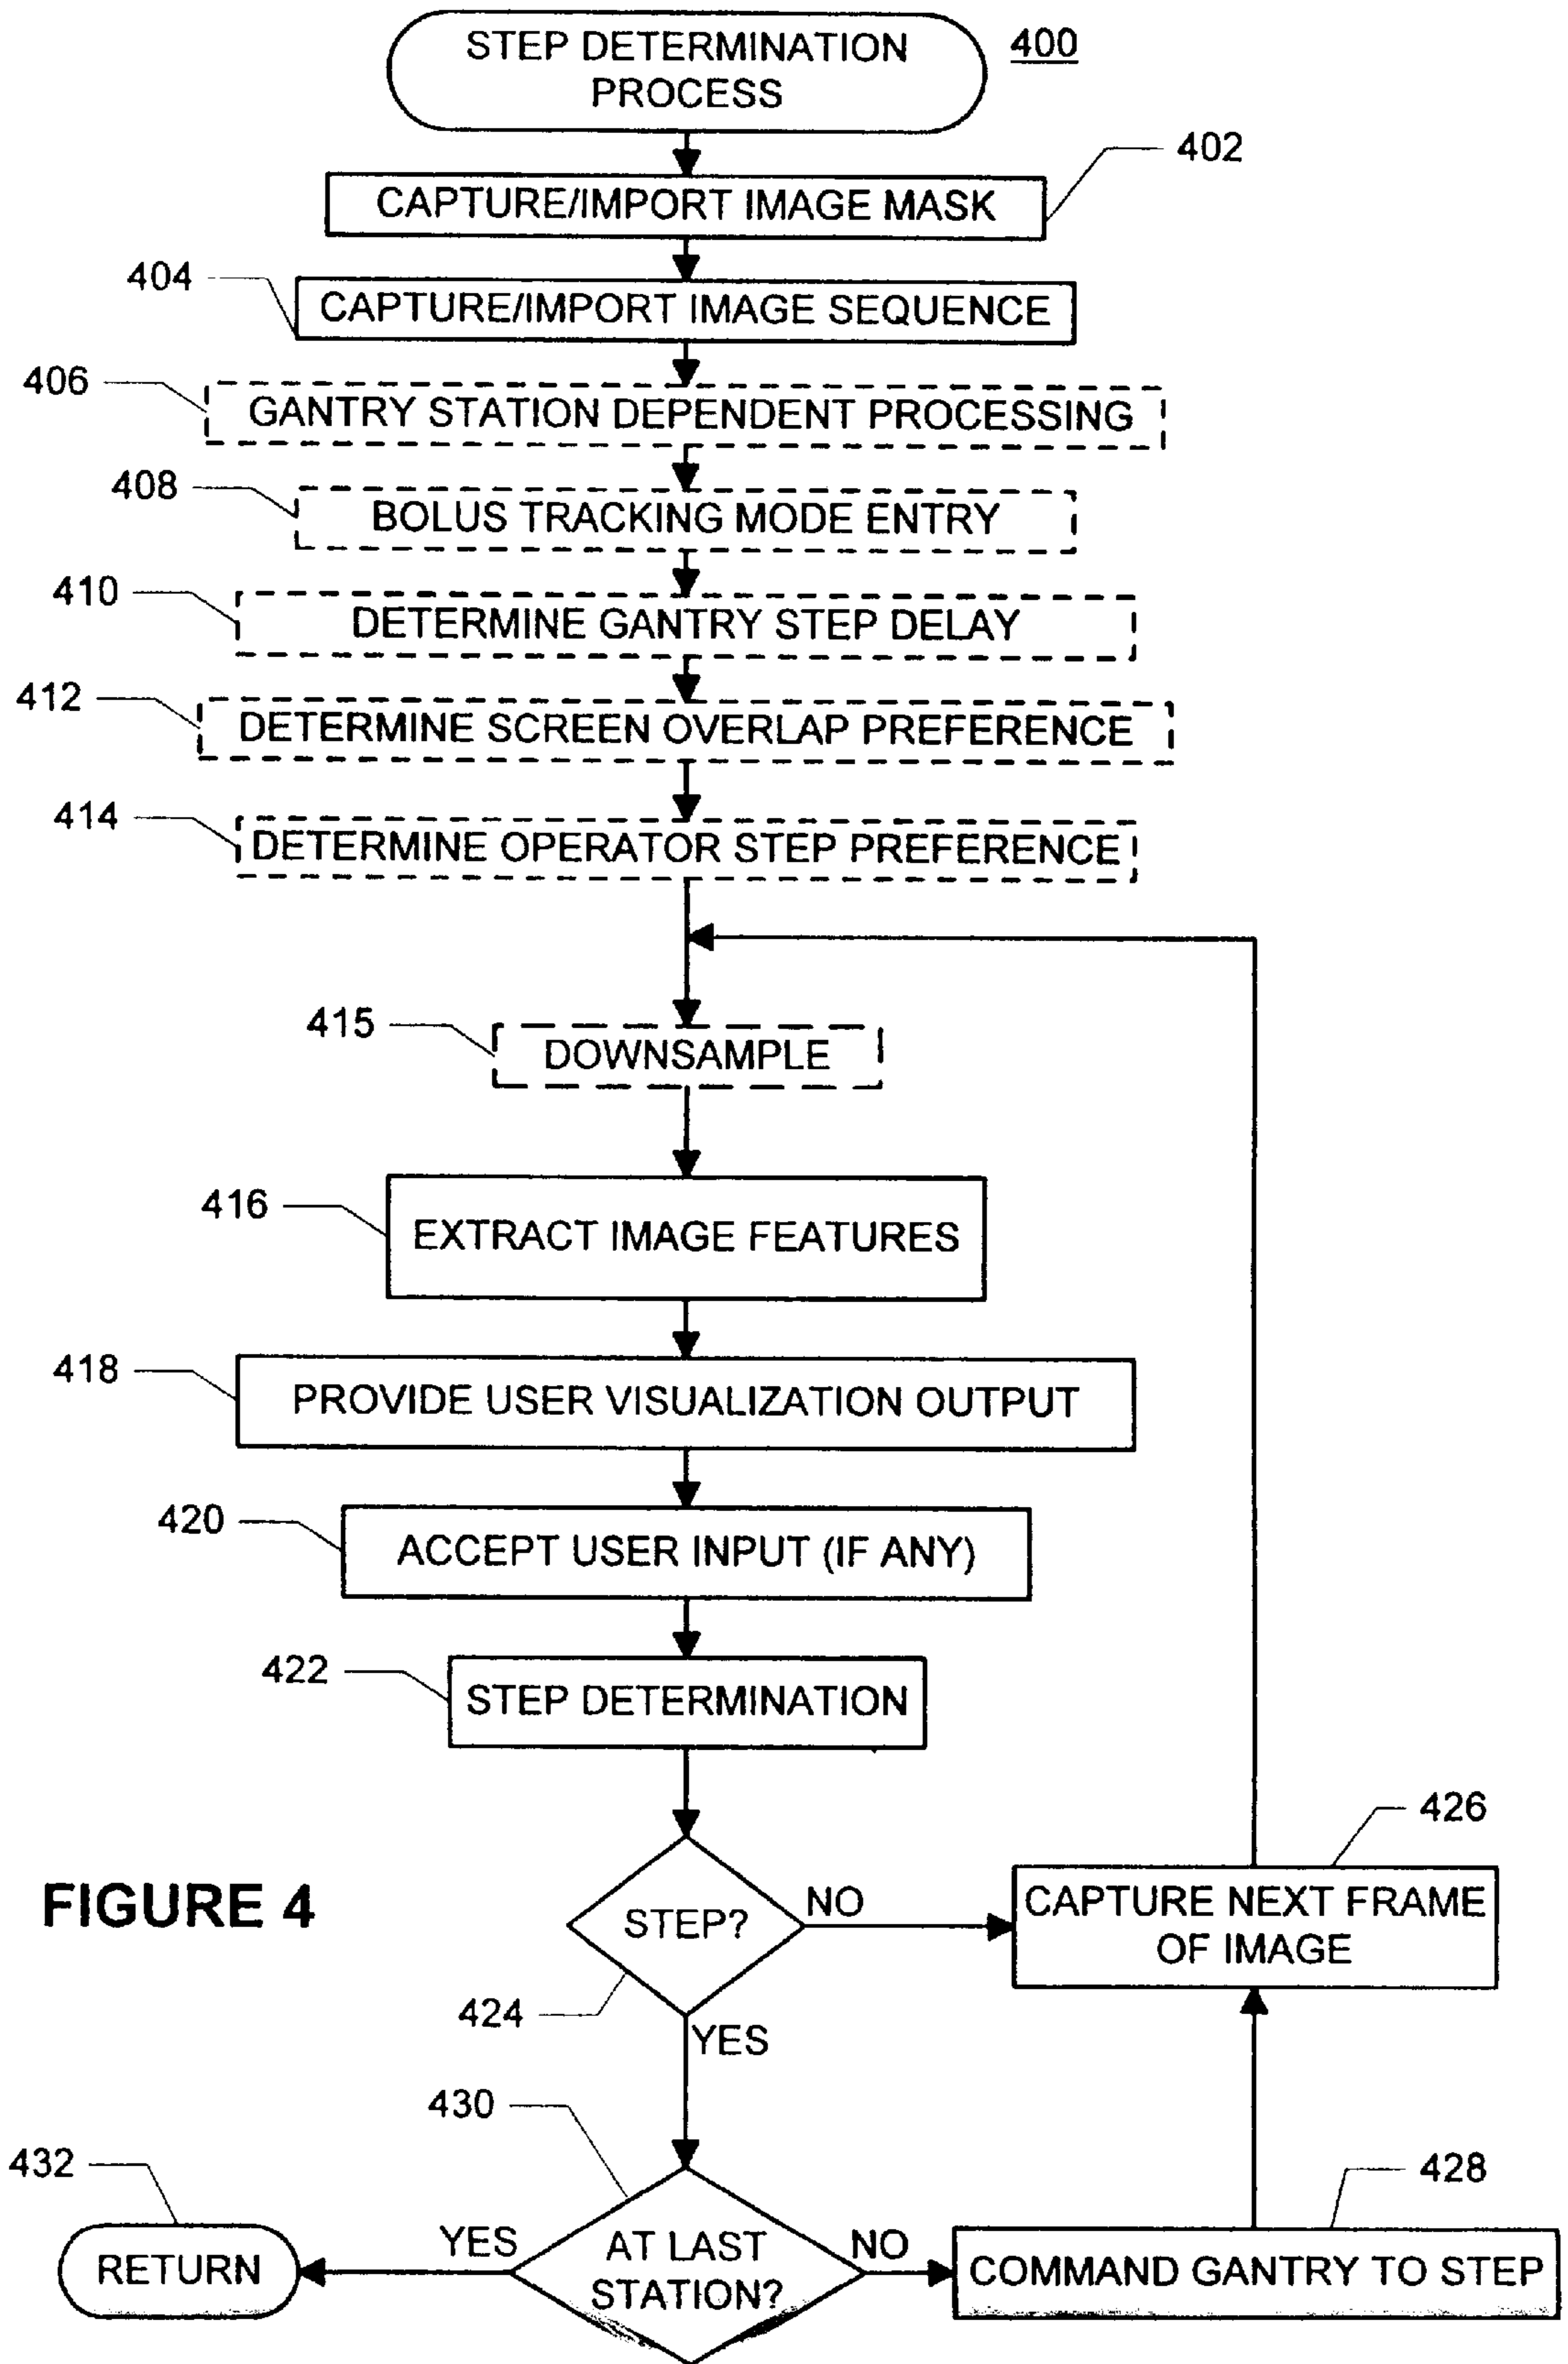 STEP DETERMINATION
PROCESS
400
402
CAPTURE/IMPORT IMAGE MASK
404
CAPTURE/IMPORT IMAGE SEQUENCE
406
GANTRY STATION DEPENDENT PROCESSING
408
BOLUS TRACKING MODE ENTRY
410
DETERMINE GANTRY STEP DELAY
412
DETERMINE SCREEN OVERLAP PREFERENCE
414
DETERMINE OPERATOR STEP PREFERENCE
415
DOWNSAMPLE
416
EXTRACT IMAGE FEATURES
418
PROVIDE USER VISUALIZATION OUTPUT
420
ACCEPT USER INPUT (IF ANY)
422
STEP DETERMINATION
426
FIGURE 4
STEP?
NO
CAPTURE NEXT FRAME
OF IMAGE
424
YES
430
432
428
RETURN
YES
AT LAST
STATION?
NO
COMMAND GANTRY TO STEP